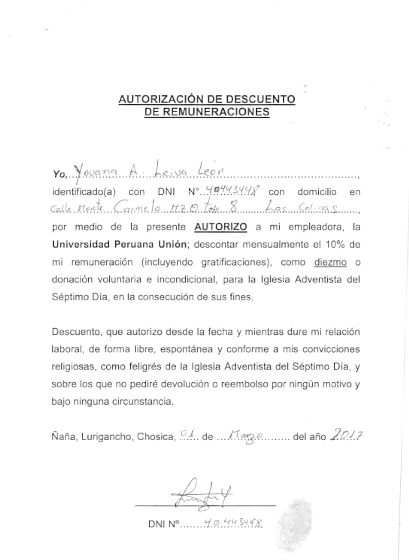 AUTORIZACIÓN DE DESCUENTO
DE REMUNERACIONES
Yo, Yovana A. Leiva León
identificado(a) con DNI N° 40443448 con domicilio en
Calle Monte Carmelo MZ O 8 Las Colinas,
por medio de la presente AUTORIZO a mi empleadora, la
Universidad Peruana Unión; descontar mensualmente el 10% de
mi remuneración (incluyendo gratificaciones), como diezmo o
donación voluntaria e incondicional, para la Iglesia Adventista del
Séptimo Día, en la consecución de sus fines.
Descuento, que autorizo desde la fecha y mientras dure mi relación
laboral, de forma libre, espontánea y conforme a mis convicciones
religiosas, como feligrés de la Iglesia Adventista del Séptimo Día, y
sobre los que no pediré devolución o reembolso por ningún motivo y
bajo ninguna circunstancia.
Ñaña, Lurigancho, Chosica, 01 de Marzo del año 2017
DNI Nº 40443448